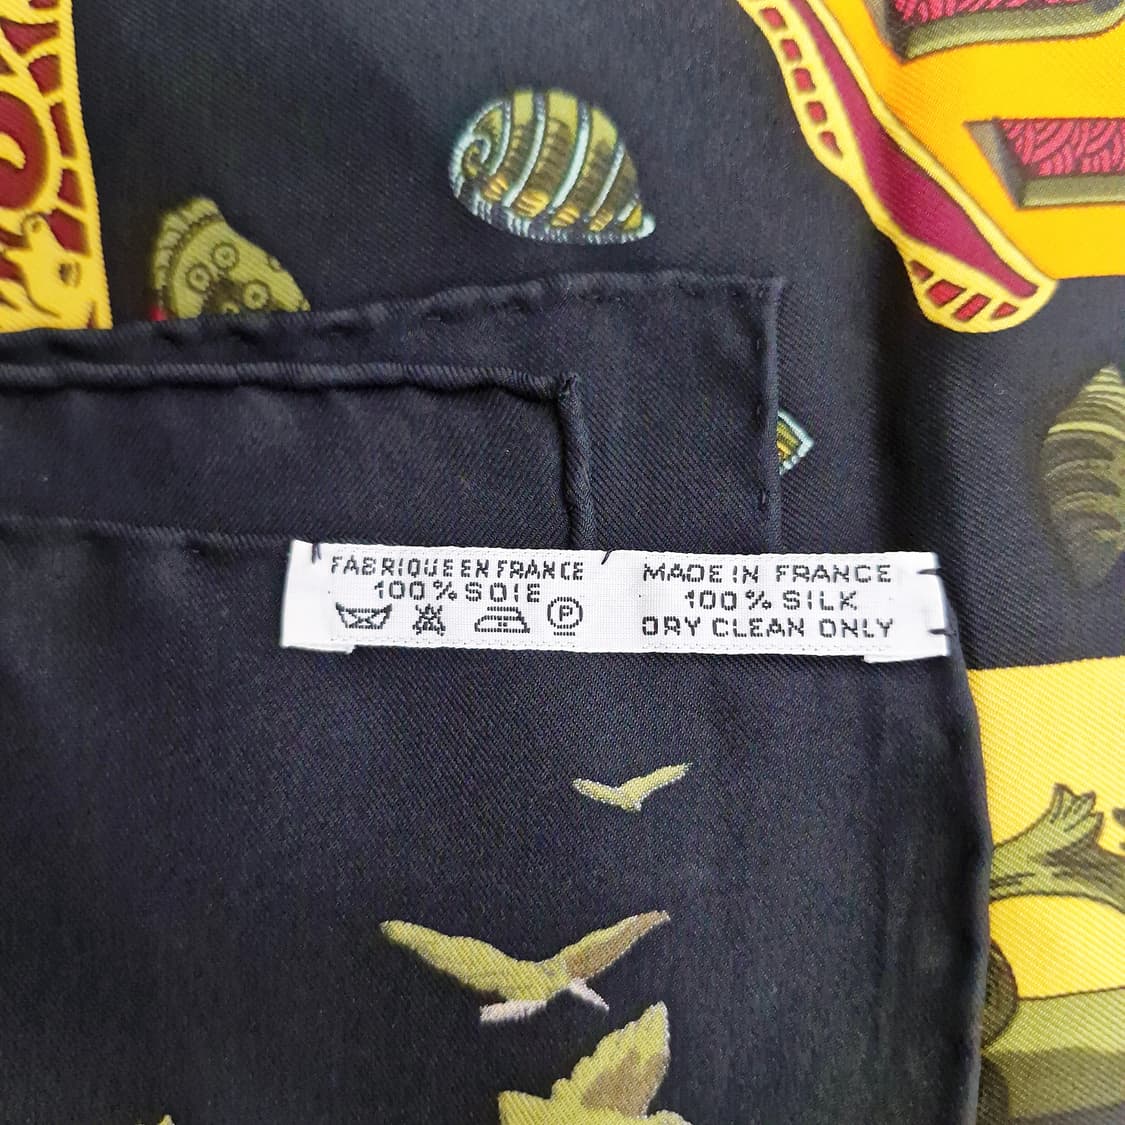 FABRIQUE EN FRANCE
100% SOIE
P
MADE IN FRANCE
100% SILK
DRY CLEAN ONLY